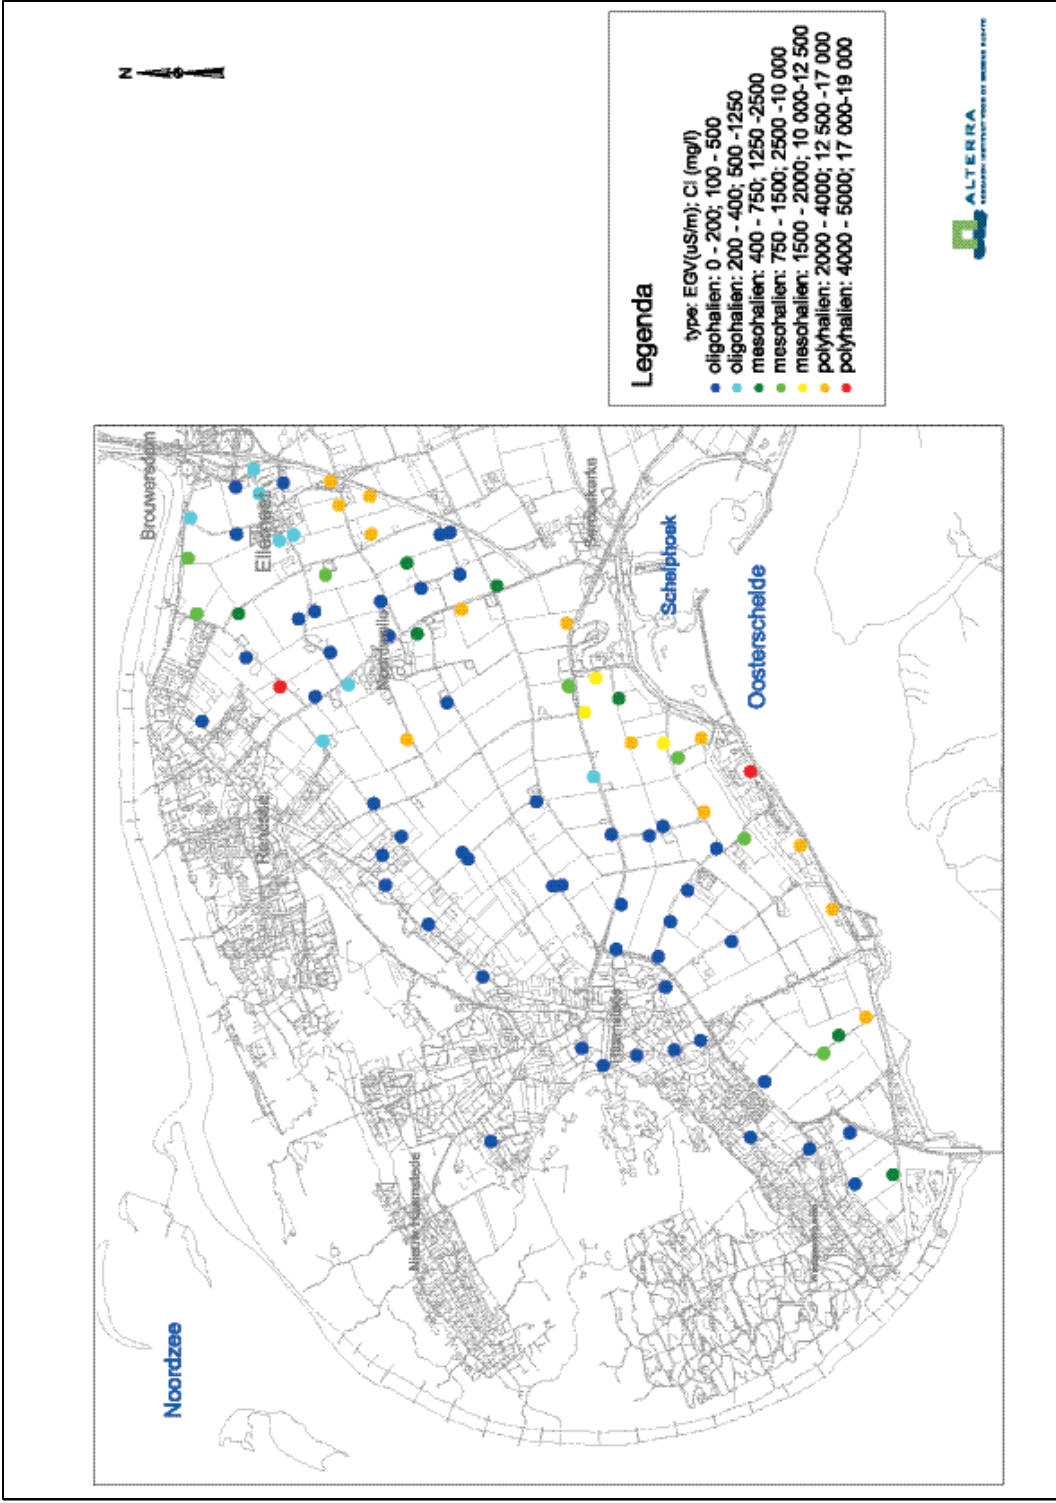 N
Legenda
type: EGV(uS/m); Cl (mg/l)
oligohalien: 0 - 200; 100 - 500
oligohalien: 200 - 400; 500 -1250
mesohalien: 400 - 750; 1250 -2500
mesohalien: 750 - 1500; 2500 -10 000
mesohalien: 1500 - 2000; 10 000-12 500
polyhalien: 2000 - 4000; 12 500 -17 000
polyhalien: 4000 - 5000; 17 000-19 000
ALTERRA
Brouwersdam
Ellemeet
Schelphoek
Oosterschelde
Noordzee